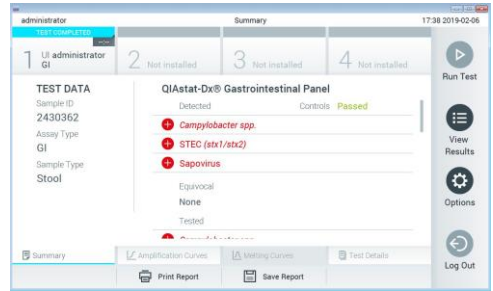 administrator Summary 17:38 2019-02-06
TEST COMPLETED
1 UI administrator
GI
2 Not installed
3 Not installed
4 Not installed
Run Test
TEST DATA
Sample ID
2430362
Assay Type
GI
Sample Type
Stool
QIAstat-Dx® Gastrointestinal Panel
Detected Controls Passed
Campylobacter spp.
STEC (stx1/stx2)
Sapovirus
Equivocal
None
Tested
View
Results
Options
Log Out
Summary Amplification Curves Melting Curves Test Details
Print Report Save Report